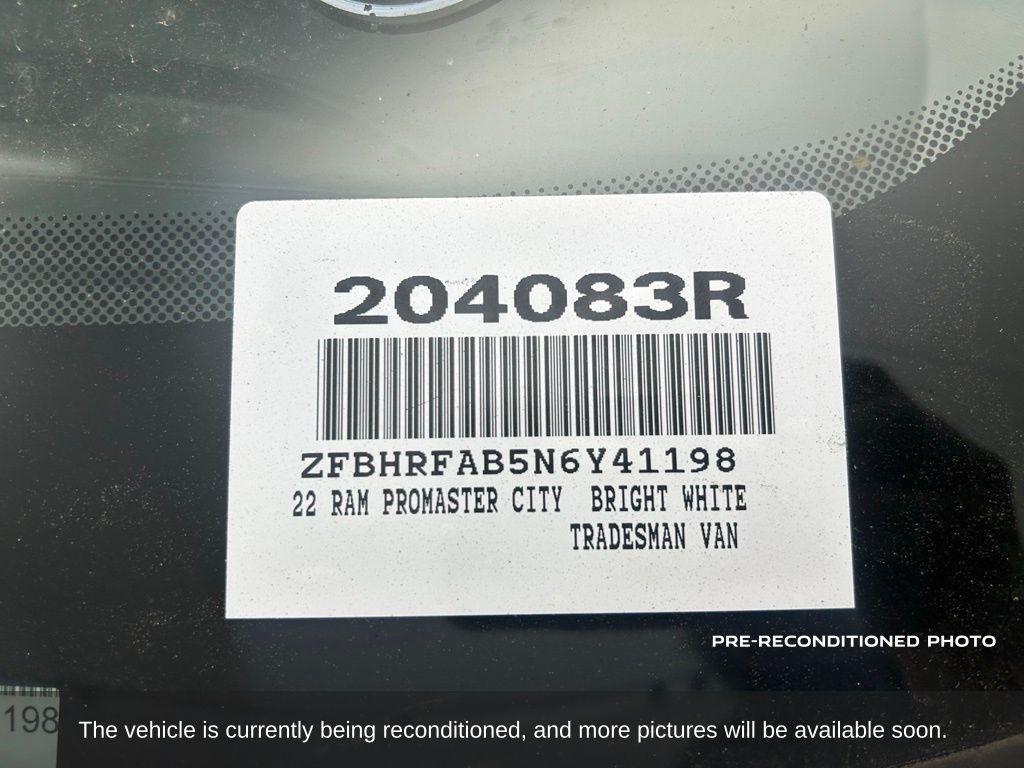 204083R
ZFBHRFAB5N6Y41198
22 RAM PROMASTER CITY BRIGHT WHITE
TRADESMAN VAN
PRE-RECONDITIONED PHOTO
198
The vehicle is currently being reconditioned, and more pictures will be available soon.